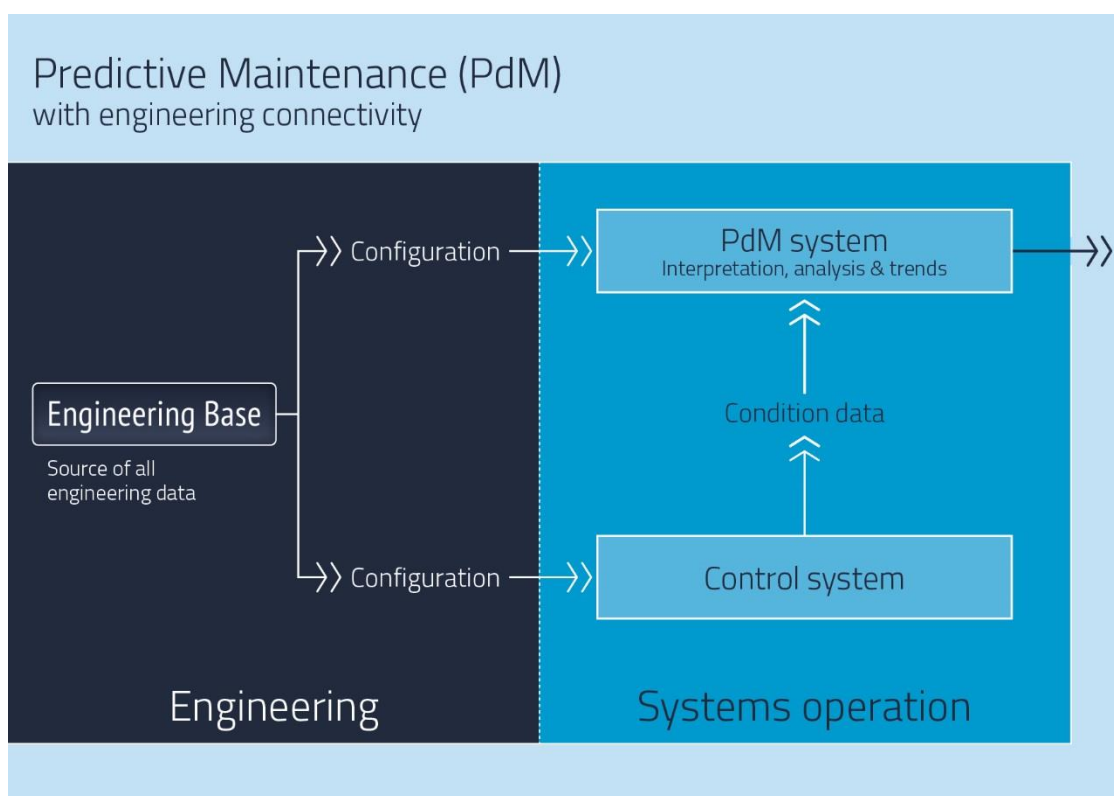 Predictive Maintenance (PdM)
with engineering connectivity
Configuration
PdM system
Interpretation, analysis & trends
Engineering Base
Source of all
engineering data
Condition data
Configuration
Control system
Engineering
Systems operation